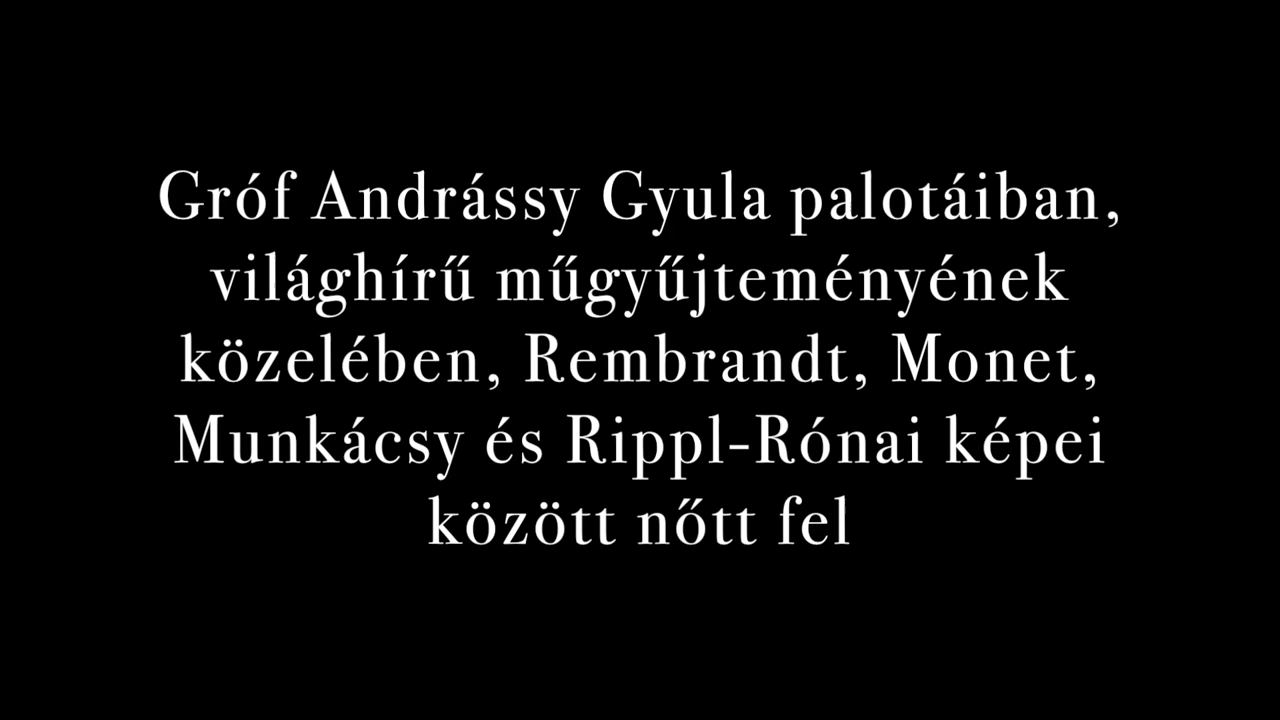 Gróf Andrássy Gyula palotáiban,
világhírű műgyűjteményének
közelében, Rembrandt, Monet,
Munkácsy és Rippl-Rónai képei
között nőtt fel